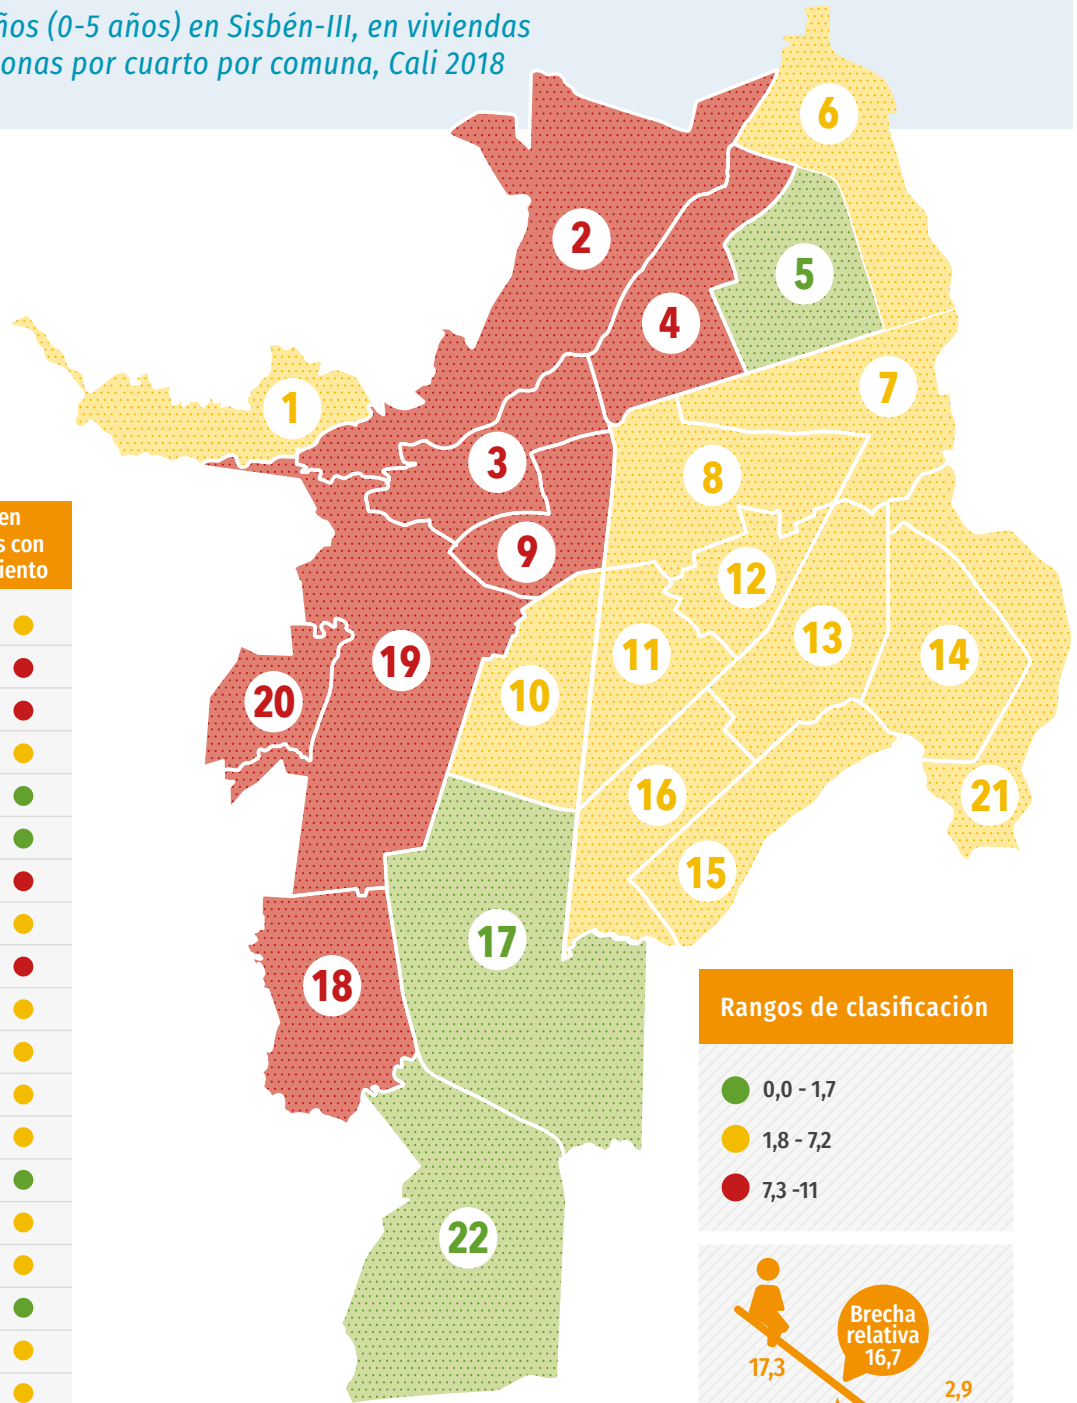 ños (0-5 años) en Sisbén-III, en viviendas
onas por cuarto por comuna, Cali 2018
6
2
5
4
7
1
3
8
9
12
13
11
14
19
10
20
16
21
15
17
18
22
en
s con
iento
Rangos de clasificación
0,0 - 1,7
1,8 - 7,2
7,3 -11
Brecha
relativa
16,7
17,3
2,9